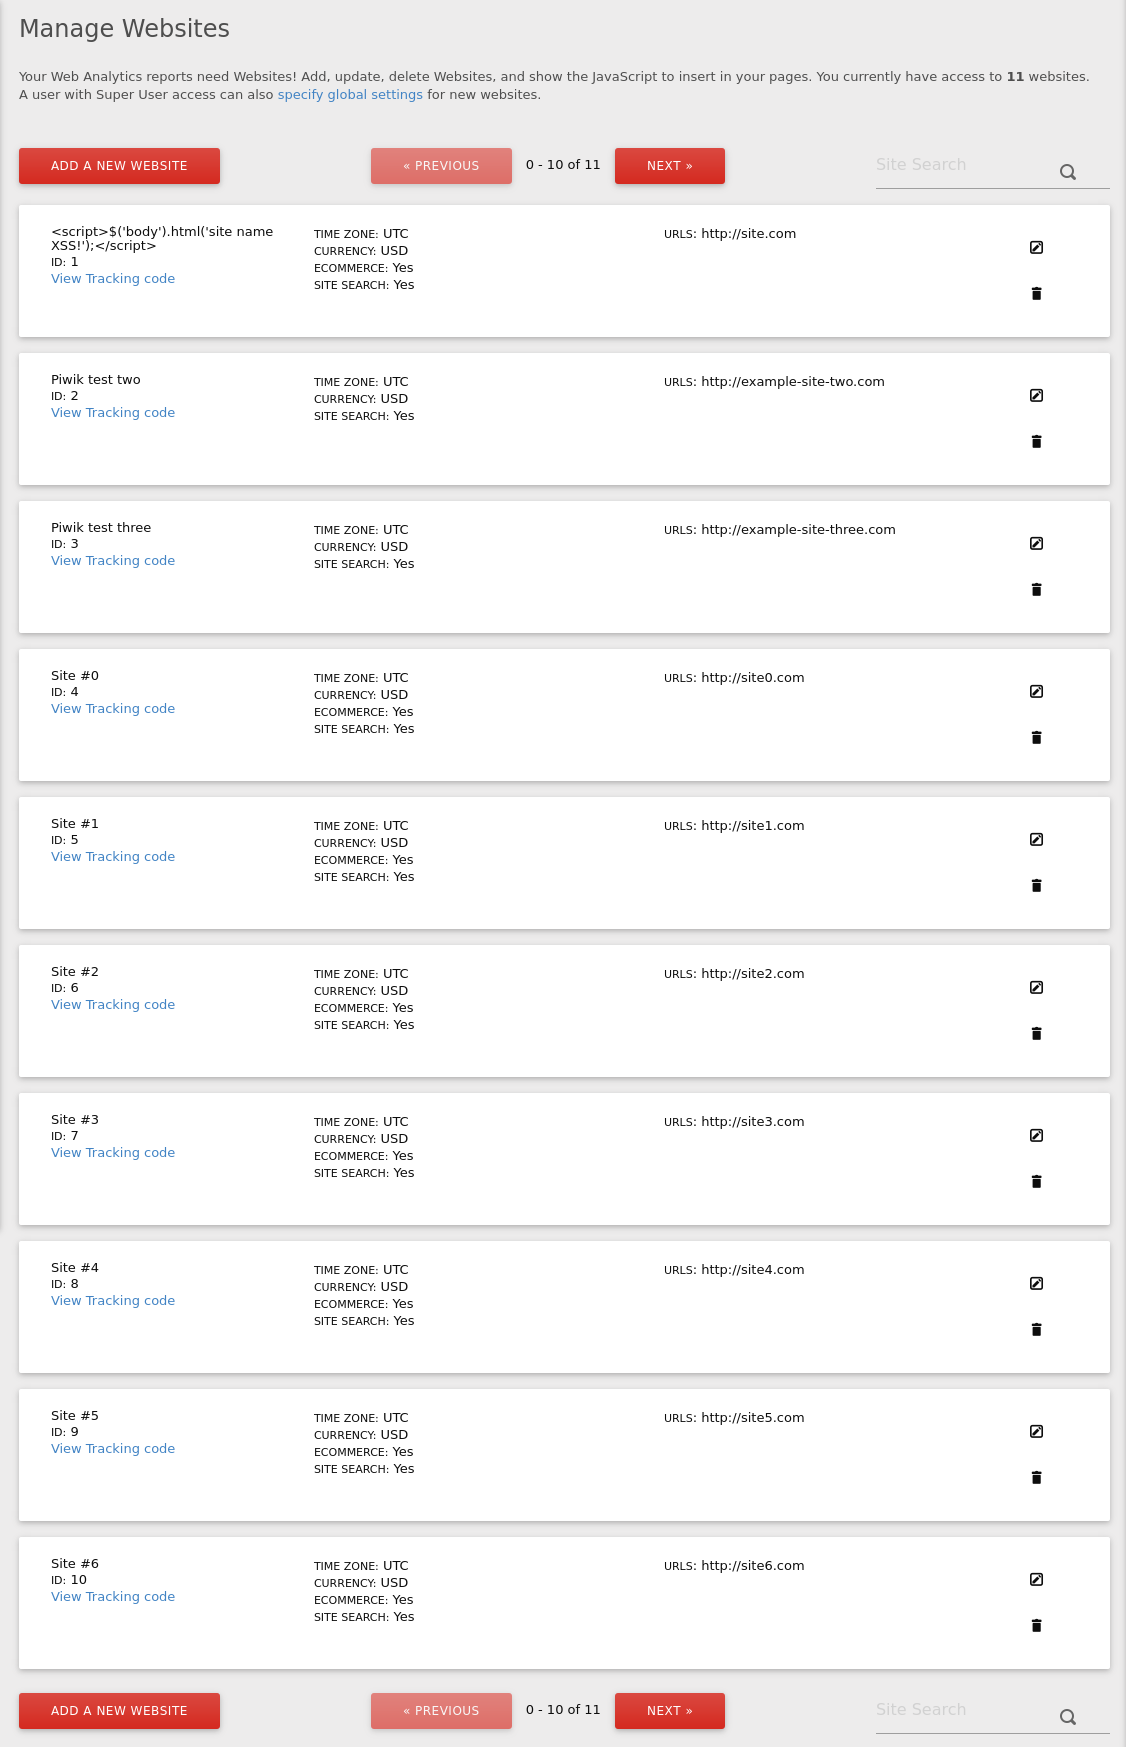 Manage Websites
Your Web Analytics reports need Websites! Add, update, delete Websites, and show the JavaScript to insert in your pages. You currently have access to 11 websites.
A user with Super User access can also specify global settings for new websites.
ADD A NEW WEBSITE « PREVIOUS 0 - 10 of 11 NEXT » Site Search
<script>$('body').html('site name
XSS!');</script>
ID: 1
View Tracking code
TIME ZONE: UTC
CURRENCY: USD
ECOMMERCE: Yes
SITE SEARCH: Yes
URLS: http://site.com
Piwik test two
ID: 2
View Tracking code
TIME ZONE: UTC
CURRENCY: USD
SITE SEARCH: Yes
URLS: http://example-site-two.com
Piwik test three
ID: 3
View Tracking code
TIME ZONE: UTC
CURRENCY: USD
SITE SEARCH: Yes
URLS: http://example-site-three.com
Site #0
ID: 4
View Tracking code
TIME ZONE: UTC
CURRENCY: USD
ECOMMERCE: Yes
SITE SEARCH: Yes
URLS: http://site0.com
Site #1
ID: 5
View Tracking code
TIME ZONE: UTC
CURRENCY: USD
ECOMMERCE: Yes
SITE SEARCH: Yes
URLS: http://site1.com
Site #2
ID: 6
View Tracking code
TIME ZONE: UTC
CURRENCY: USD
ECOMMERCE: Yes
SITE SEARCH: Yes
URLS: http://site2.com
Site #3
ID: 7
View Tracking code
TIME ZONE: UTC
CURRENCY: USD
ECOMMERCE: Yes
SITE SEARCH: Yes
URLS: http://site3.com
Site #4
ID: 8
View Tracking code
TIME ZONE: UTC
CURRENCY: USD
ECOMMERCE: Yes
SITE SEARCH: Yes
URLS: http://site4.com
Site #5
ID: 9
View Tracking code
TIME ZONE: UTC
CURRENCY: USD
ECOMMERCE: Yes
SITE SEARCH: Yes
URLS: http://site5.com
Site #6
ID: 10
View Tracking code
TIME ZONE: UTC
CURRENCY: USD
ECOMMERCE: Yes
SITE SEARCH: Yes
URLS: http://site6.com
ADD A NEW WEBSITE « PREVIOUS 0 - 10 of 11 NEXT » Site Search